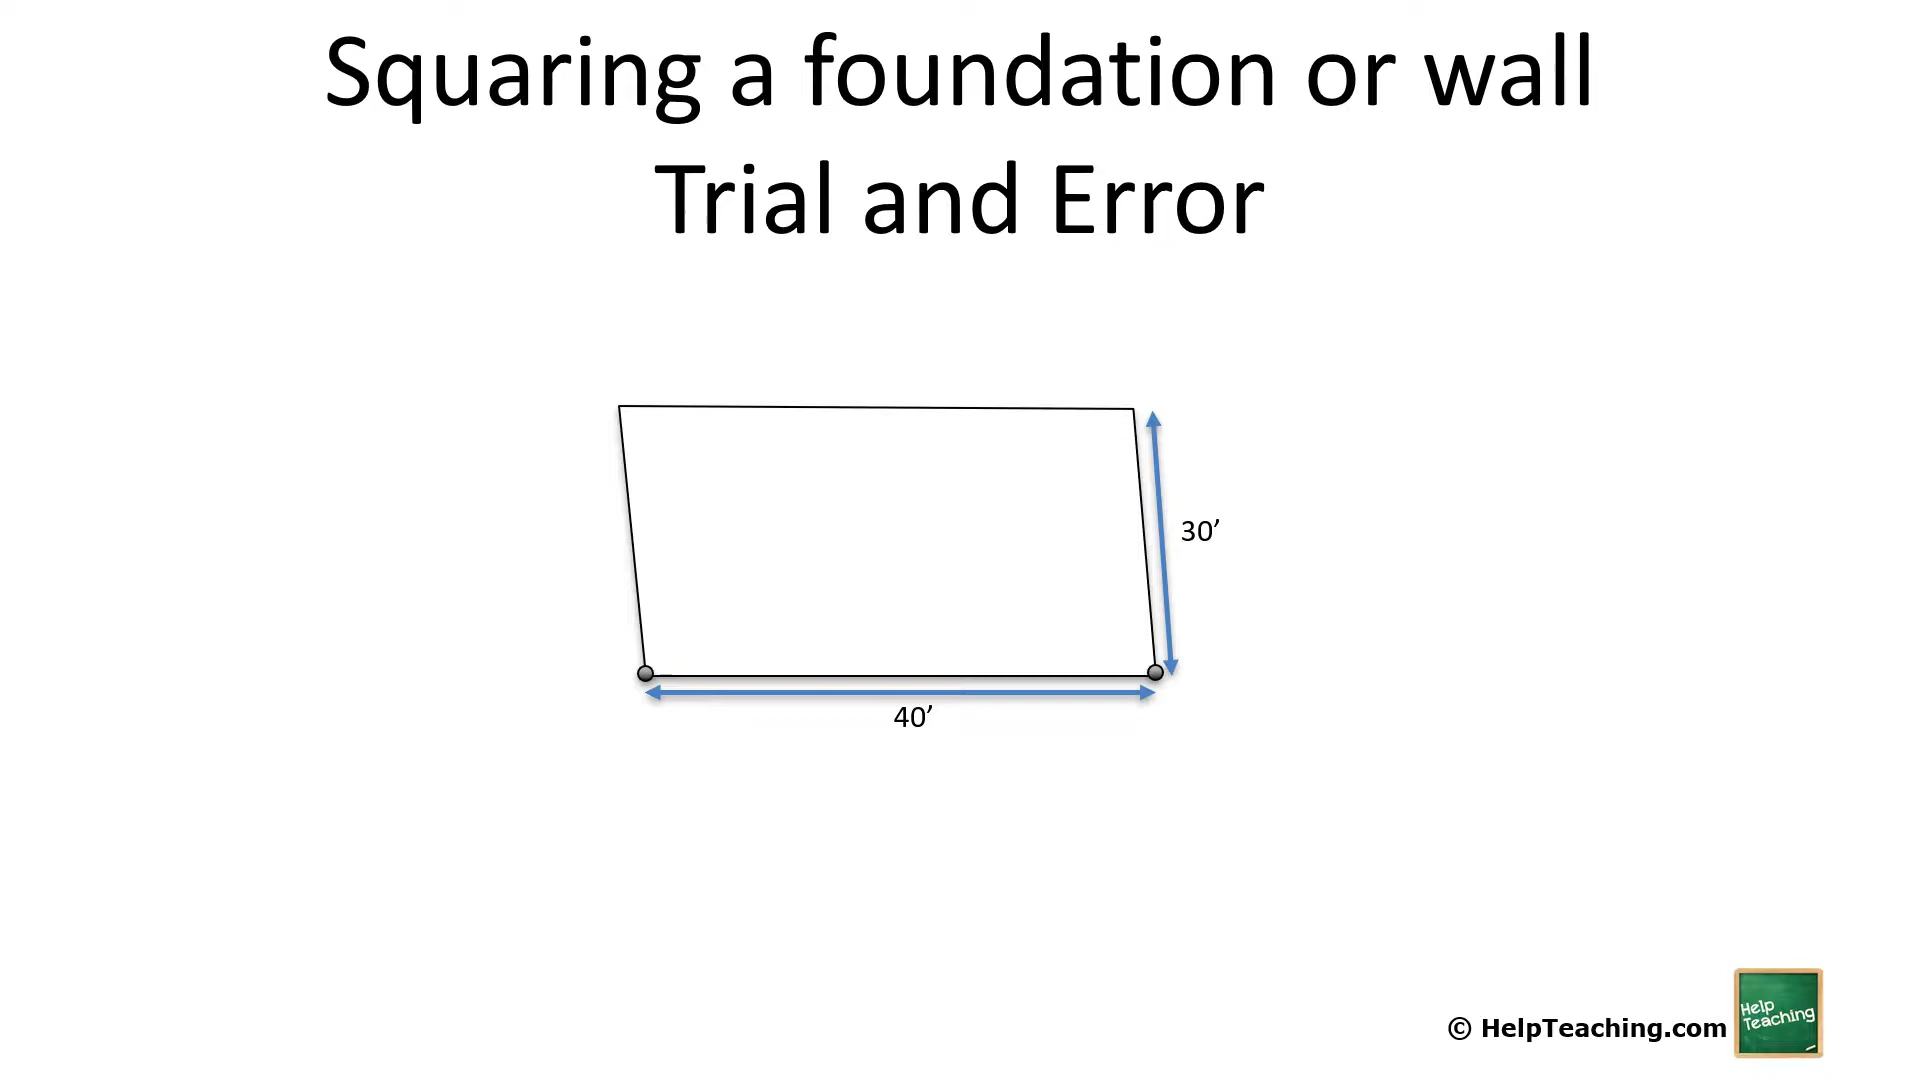 Squaring a foundation or wall
Trial and Error
30’
40’
© HelpTeaching.com
Help
Teaching